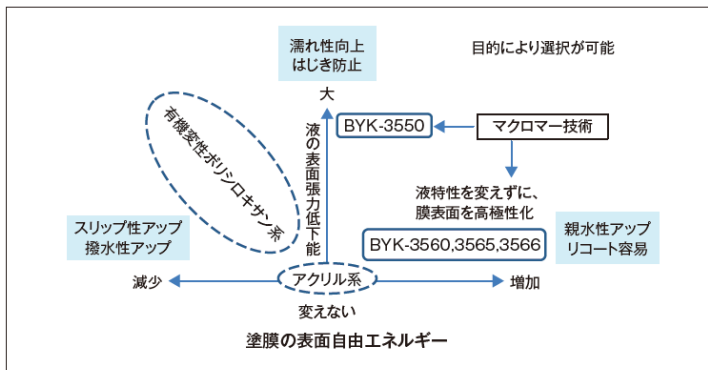 濡れ性向上
はじき防止
目的により選択が可能
大
BYK-3550
マクロマー技術
有機変性ポリシロキサン系
液の表面張力低下能
液特性を変えずに、
膜表面を高極性化
スリップ性アップ
撥水性アップ
BYK-3560,3565,3566
親水性アップ
リコート容易
減少
アクリル系
増加
変えない
塗膜の表面自由エネルギー